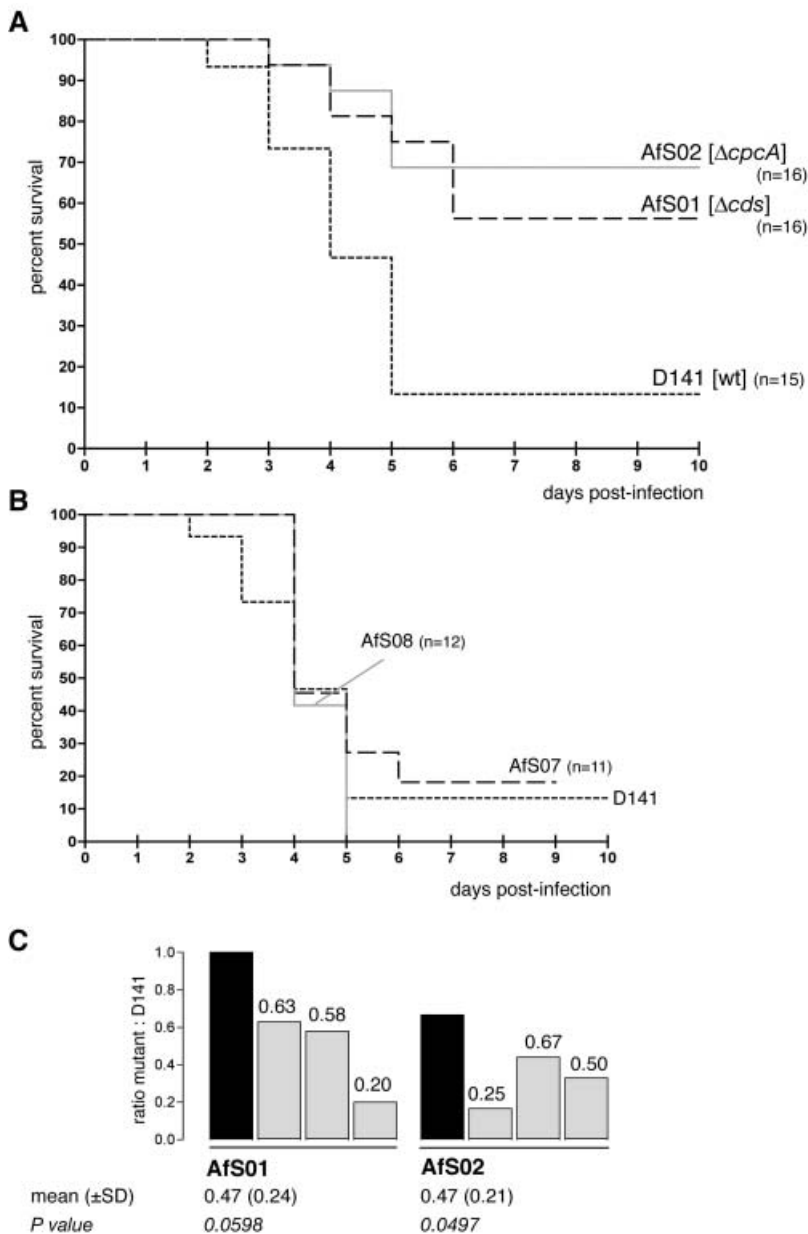 A
100
90
80
70
60
50
40
30
20
10
0
percent survival
AfS02 [ΔcpcA]
(n=16)
AfS01 [Δcds]
(n=16)
D141 [wt] (n=15)
0 1 2 3 4 5 6 7 8 9 10
days post-infection
B
100
90
80
70
60
50
40
30
20
10
0
percent survival
AfS08 (n=12)
AfS07 (n=11)
D141
0 1 2 3 4 5 6 7 8 9 10
days post-infection
C
1.0
0.6
0.4
0.2
0.0
ratio mutant : D141
0.63 0.58 0.20
0.25 0.67 0.50
AfS01 AfS02
mean (±SD) 0.47 (0.24) 0.47 (0.21)
P value 0.0598 0.0497